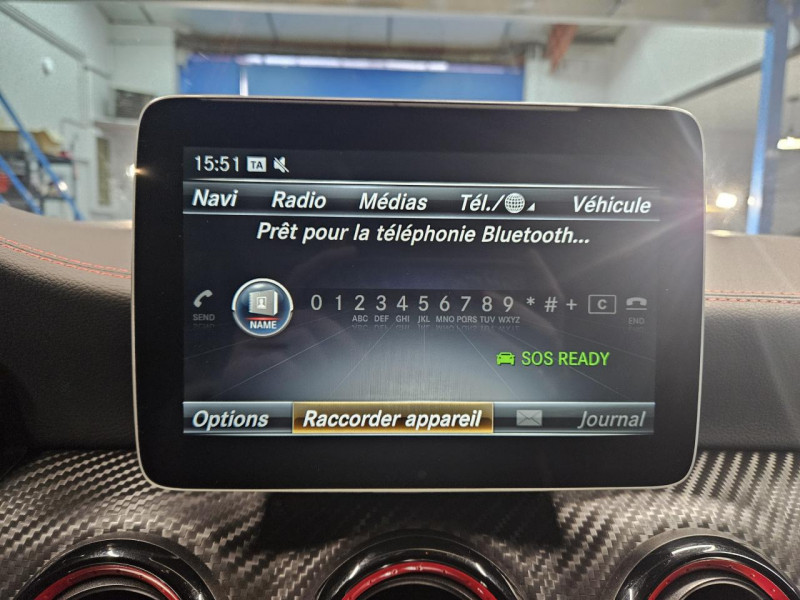 15:51 TA
Navi Radio Médias Tél./ Véhicule
Prêt pour la téléphonie Bluetooth...
SEND NAME 0 1 2 3 4 5 6 7 8 9 * # + C END
ABC DEF GHI JKL MNO PQRS TUV WXYZ
SOS READY
Options Raccorder appareil Journal